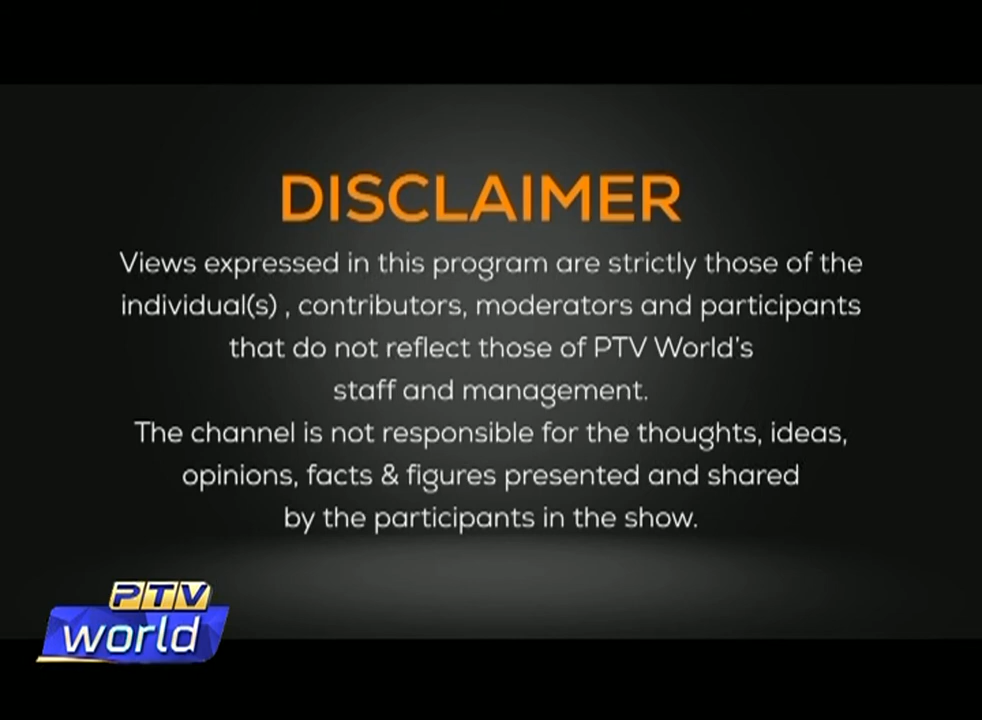 DISCLAIMER
Views expressed in this program are strictly those of the
individual(s) , contributors, moderators and participants
that do not reflect those of PTV World's
staff and management.
The channel is not responsible for the thoughts, ideas,
opinions, facts & figures presented and shared
by the participants in the show.
PTV
world